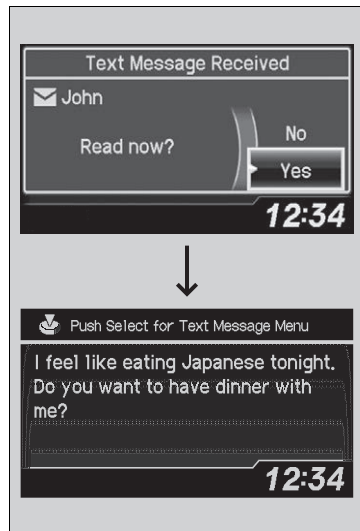 Text Message Received
John
Read now?
No
Yes
12:34
Push Select for Text Message Menu
I feel like eating Japanese tonight.
Do you want to have dinner with
me?
12:34